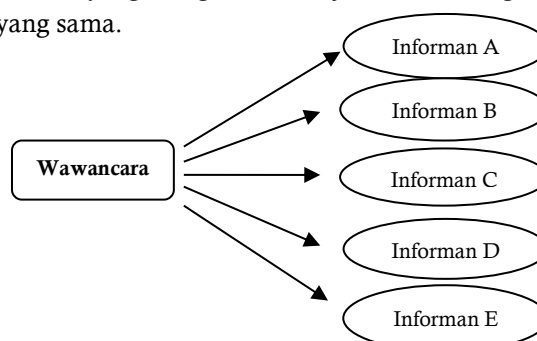 yang sama.
Informan A
Informan B
Wawancara
Informan C
Informan D
Informan E